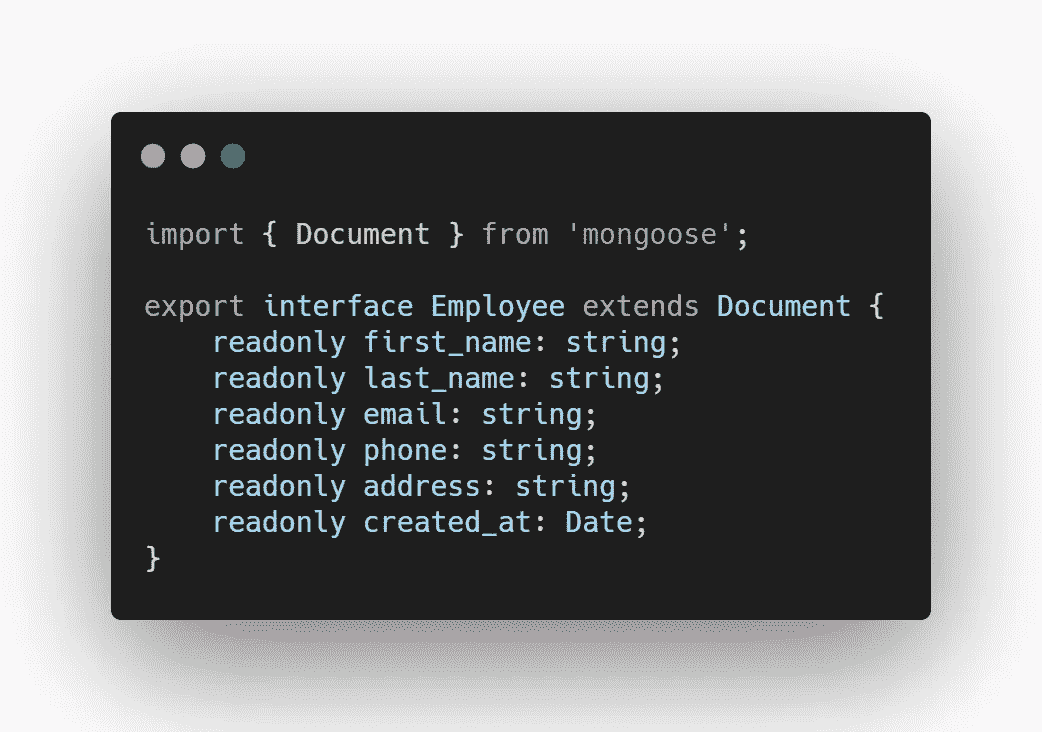 import { Document } from 'mongoose';
export interface Employee extends Document {
readonly first_name: string;
readonly last_name: string;
readonly email: string;
readonly phone: string;
readonly address: string;
readonly created_at: Date;
}